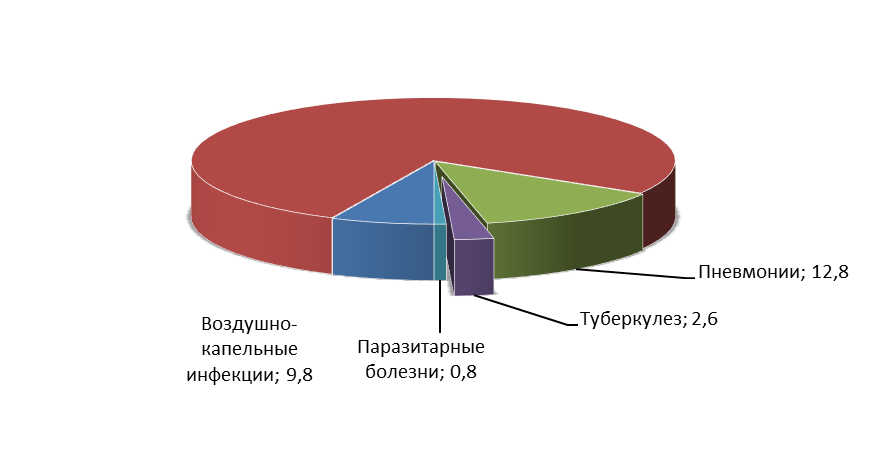 Пневмонии; 12,8
Туберкулез; 2,6
Воздушно-
капельные
инфекции; 9,8
Паразитарные
болезни; 0,8